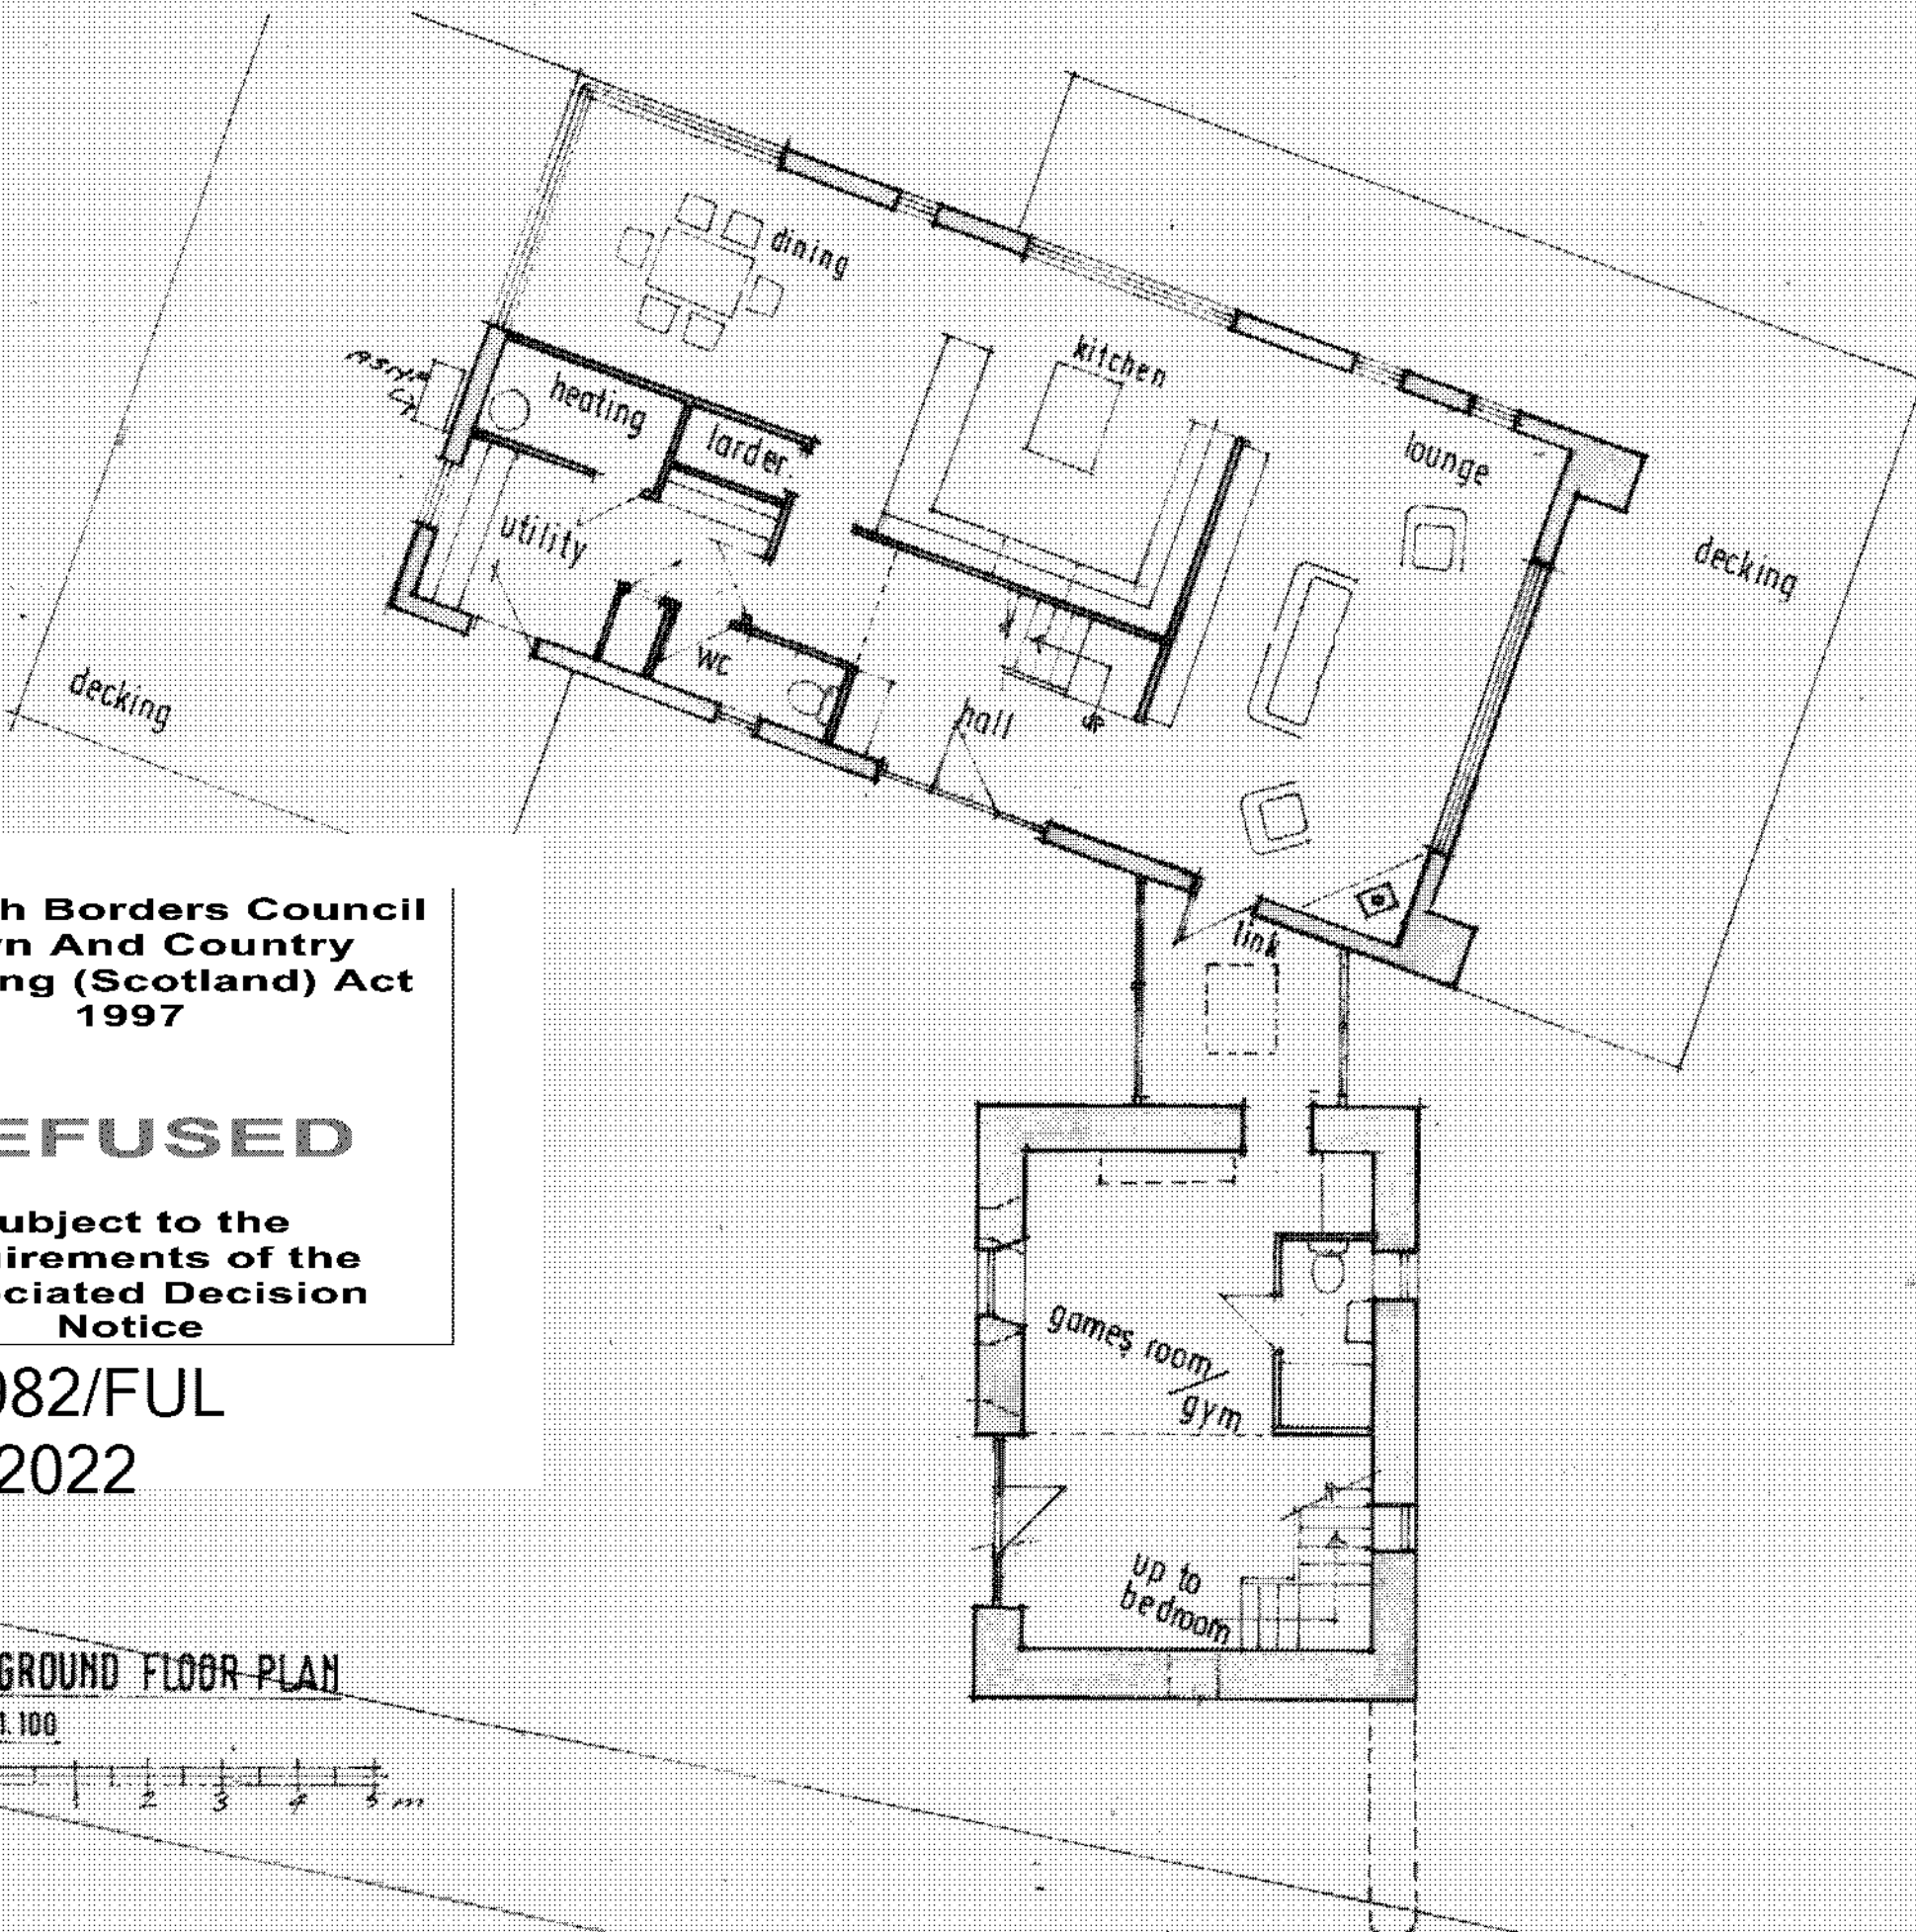 dining
kitchen
lounge
heating
larder.
utility
wc
hall
decking
decking
link
h Borders Council
n And Country
ng (Scotland) Act
1997
EFUSED
ubject to the
irements of the
ciated Decision
Notice
082/FUL
2022
games room/
gym
up to
bedroom
GROUND FLOOR PLAN
1.100
1 2 3 4 5 m